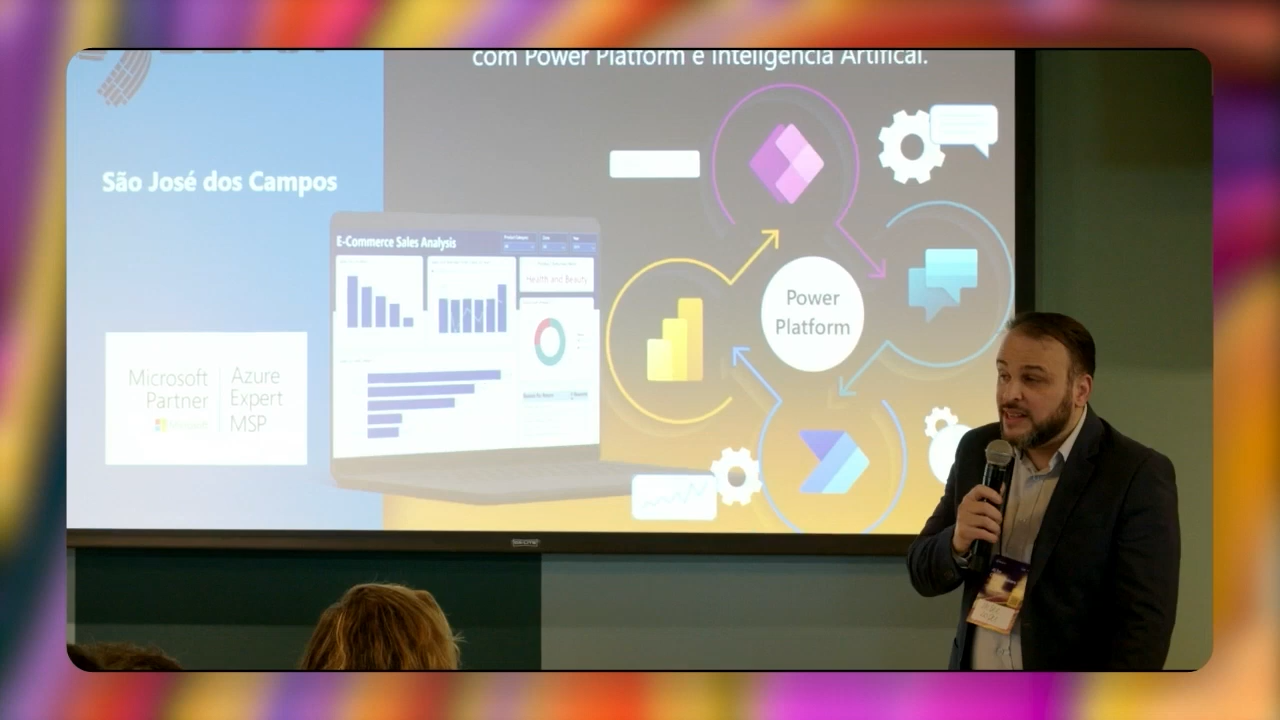 com Power Platform e Inteligência Artifical.
São José dos Campos
E-Commerce Sales Analysis
Health and Beauty
Power
Platform
Microsoft
Partner
Microsoft
Azure
Expert
MSP